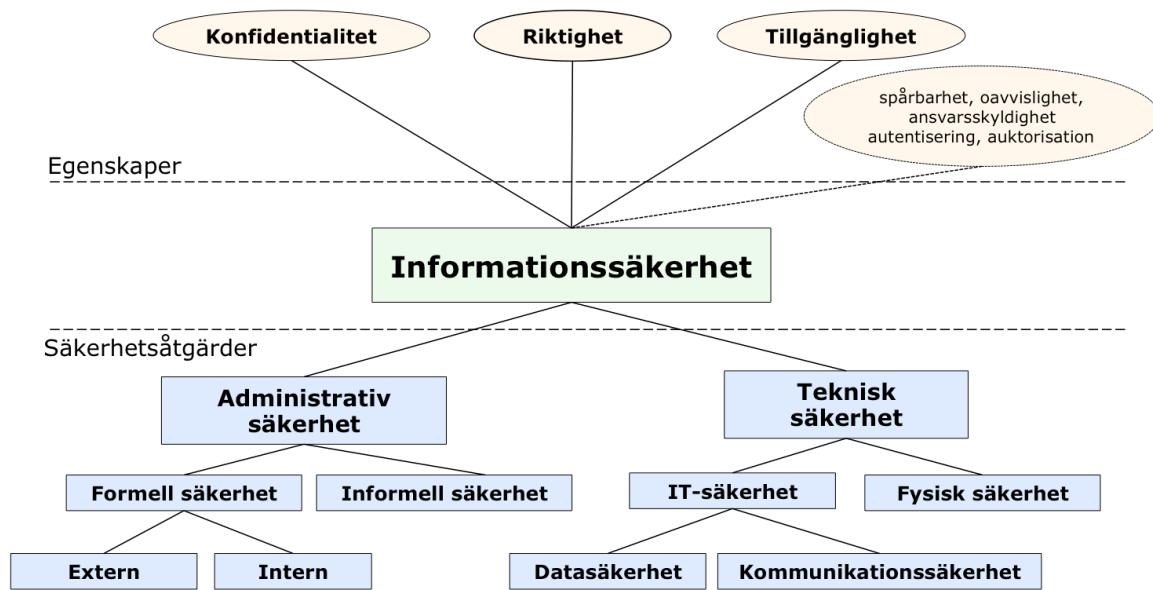 Konfidentialitet
Riktighet
Tillgänglighet
spårbarhet, oavvislighet,
ansvarsskyldighet
autentisering, auktorisation
Egenskaper
Informationssäkerhet
Säkerhetsåtgärder
Administrativ
säkerhet
Teknisk
säkerhet
Formell säkerhet
Informell säkerhet
IT-säkerhet
Fysisk säkerhet
Extern
Intern
Datasäkerhet
Kommunikationssäkerhet